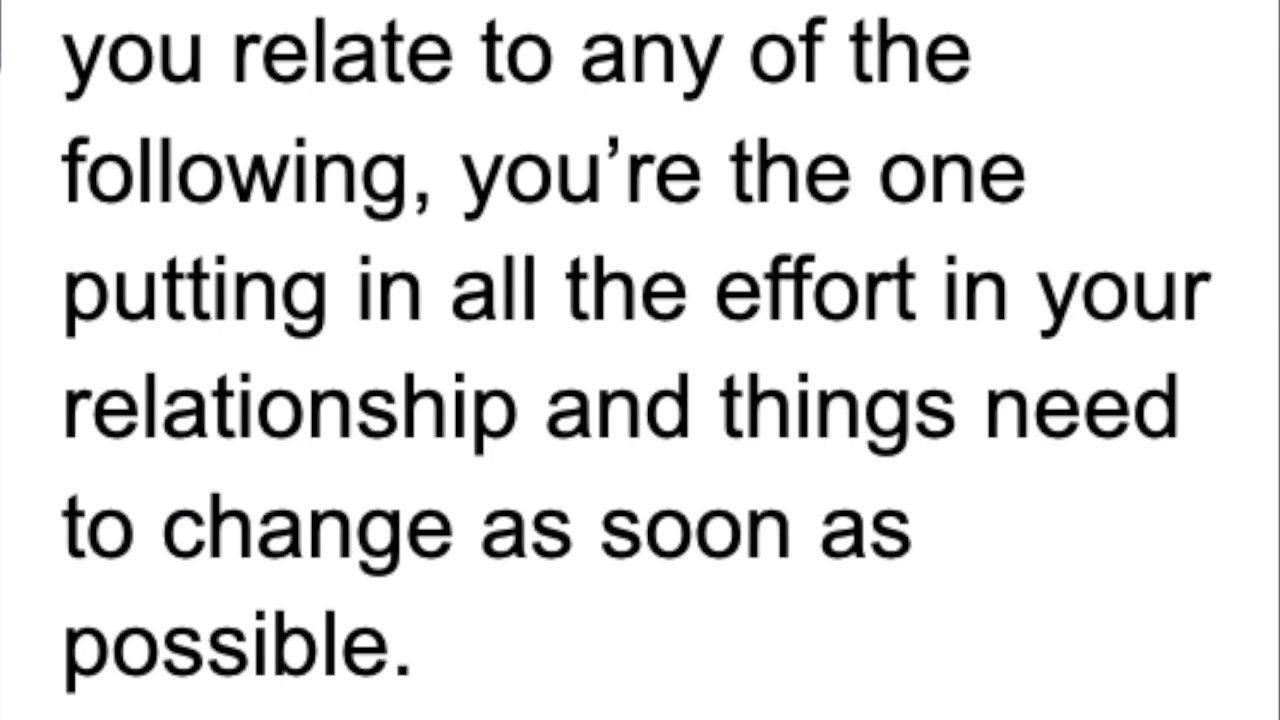 you relate to any of the
following, you’re the one
putting in all the effort in your
relationship and things need
to change as soon as
possible.